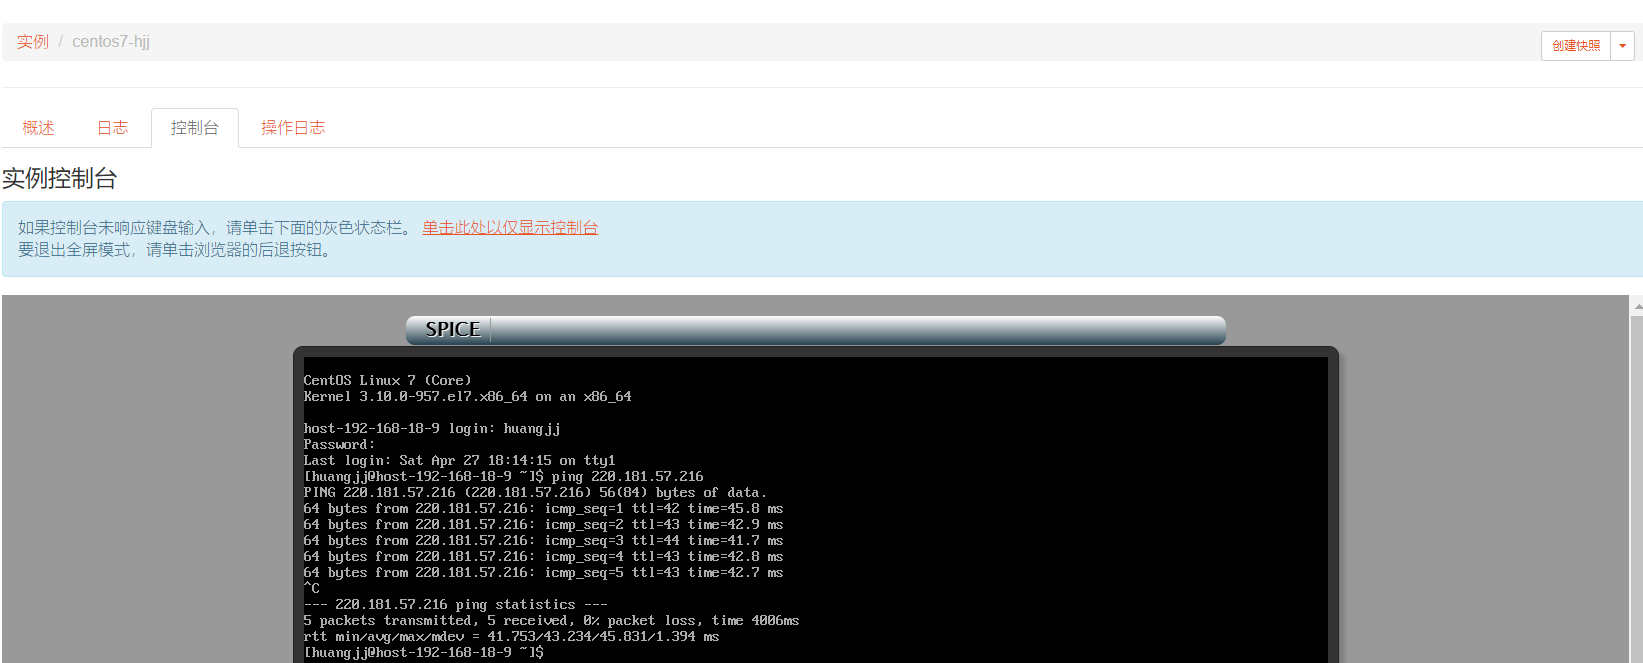 实例 / centos7-hjj
创建快照
概述 日志 控制台 操作日志
实例控制台
如果控制台未响应键盘输入，请单击下面的灰色状态栏。 单击此处以仅显示控制台
要退出全屏模式，请单击浏览器的后退按钮。
SPICE
CentOS Linux 7 (Core)
Kernel 3.10.0-957.el7.x86_64 on an x86_64
host-192-168-18-9 login: huangjj
Password:
Last login: Sat Apr 27 18:14:15 on tty1
[huangjj@host-192-168-18-9 ~]$ ping 220.181.57.216
PING 220.181.57.216 (220.181.57.216) 56(84) bytes of data.
64 bytes from 220.181.57.216: icmp_seq=1 ttl=42 time=45.8 ms
64 bytes from 220.181.57.216: icmp_seq=2 ttl=43 time=42.9 ms
64 bytes from 220.181.57.216: icmp_seq=3 ttl=44 time=41.7 ms
64 bytes from 220.181.57.216: icmp_seq=4 ttl=43 time=42.8 ms
64 bytes from 220.181.57.216: icmp_seq=5 ttl=43 time=42.7 ms
^C
--- 220.181.57.216 ping statistics ---
5 packets transmitted, 5 received, 0% packet loss, time 4006ms
rtt min/avg/max/mdev = 41.753/43.234/45.831/1.394 ms
[huangjj@host-192-168-18-9 ~]$